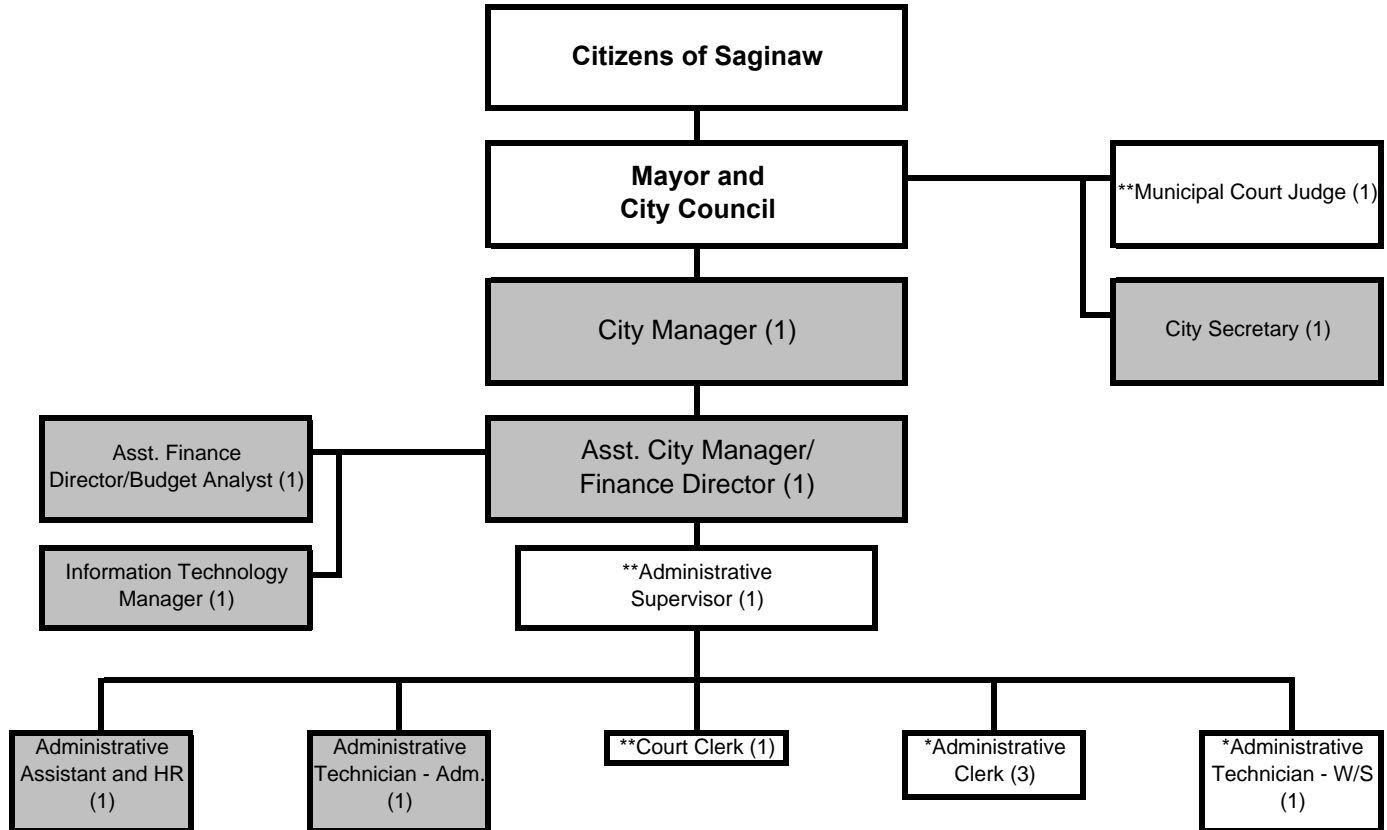 Citizens of Saginaw
Mayor and
City Council
**Municipal Court Judge (1)
City Manager (1)
City Secretary (1)
Asst. Finance
Director/Budget Analyst (1)
Asst. City Manager/
Finance Director (1)
Information Technology
Manager (1)
**Administrative
Supervisor (1)
Administrative
Assistant and HR
(1)
Administrative
Technician - Adm.
(1)
**Court Clerk (1)
*Administrative
Clerk (3)
*Administrative
Technician - W/S
(1)